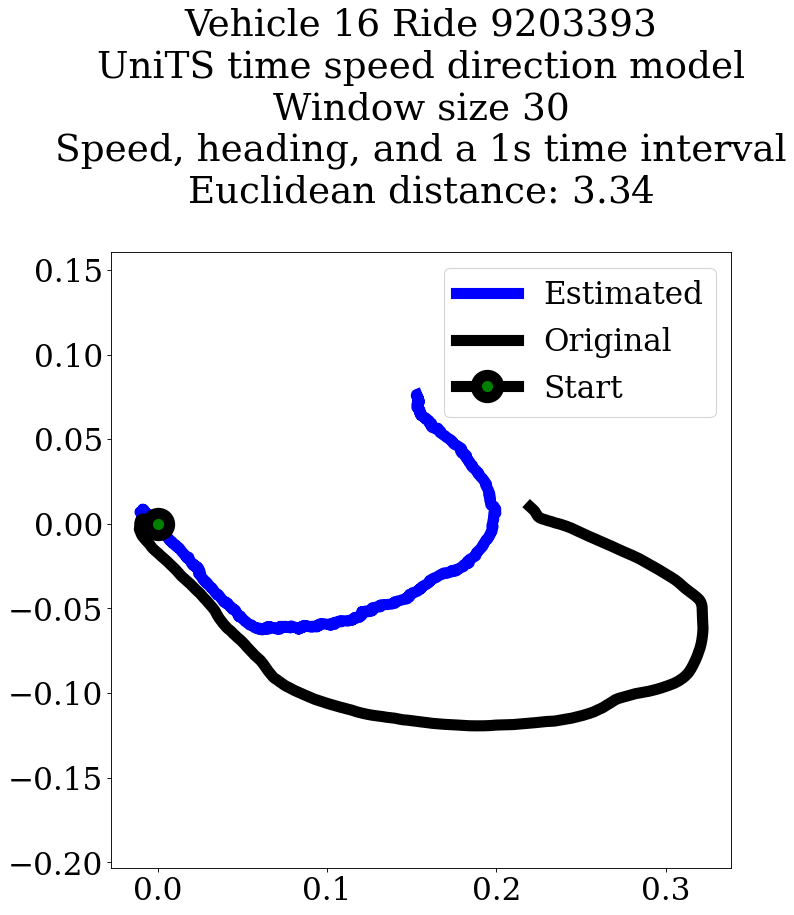 Vehicle 16 Ride 9203393
UniTS time speed direction model
Window size 30
Speed, heading, and a 1s time interval
Euclidean distance: 3.34
Estimated
Original
Start
0.15
0.10
0.05
0.00
−0.05
−0.10
−0.15
−0.20
0.0 0.1 0.2 0.3